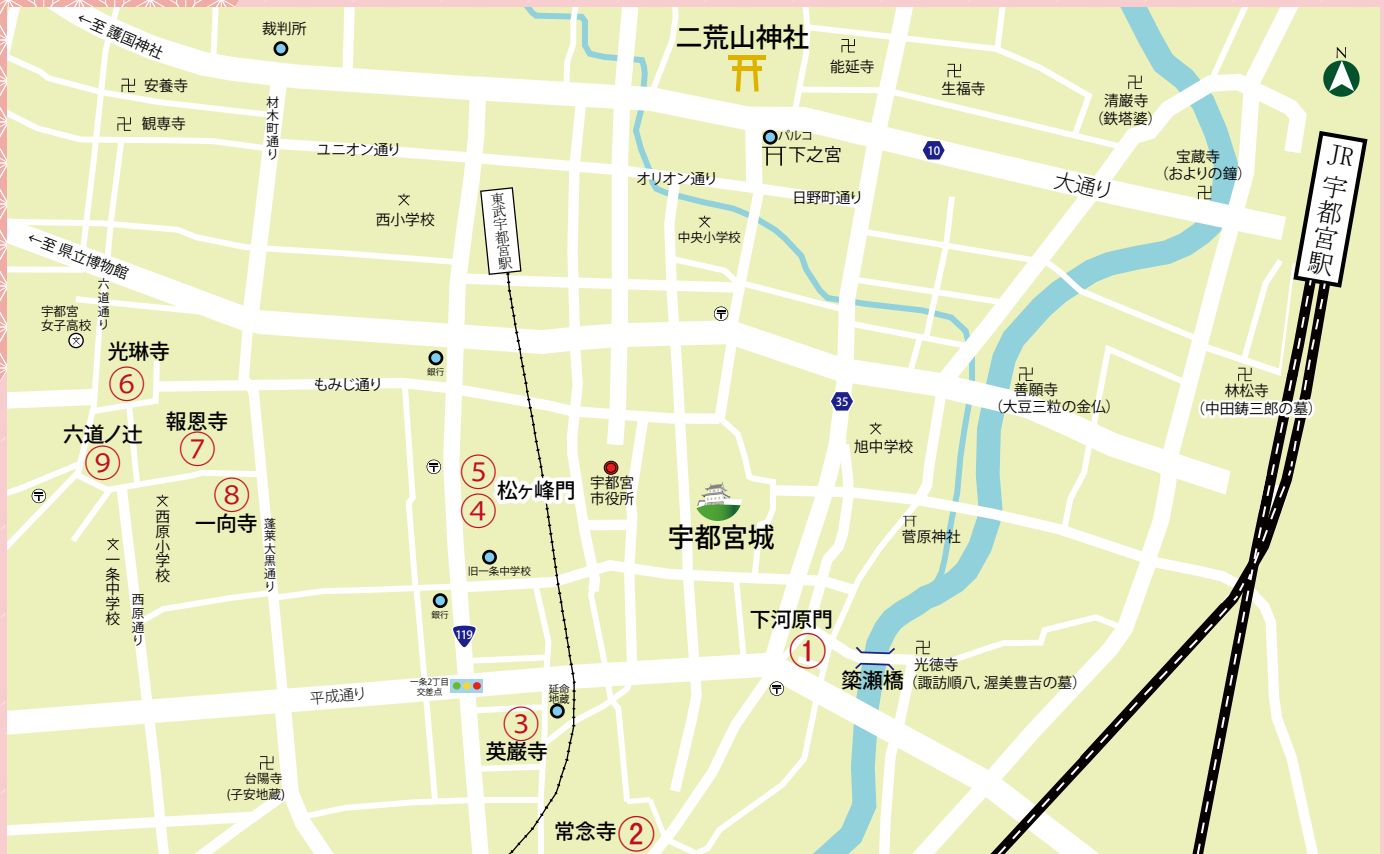 ←至 護国神社
裁判所
二荒山神社
卍
能延寺
卍
生福寺
卍
清巌寺
(鉄塔婆)
N
卍 安養寺
卍 観専寺
材木町通り
ユニオン通り
パルコ
下之宮
10
宝蔵寺
(およりの鐘)
卍
JR宇都宮駅
大通り
オリオン通り
日野町通り
文
西小学校
東武宇都宮駅
文
中央小学校
←至 県立博物館
六道通り
宇都宮
女子高校
文
〒
光琳寺
⑥
銀行
もみじ通り
卍
善願寺
(大豆三粒の金仏)
卍
林松寺
(中田鋳三郎の墓)
35
六道ノ辻
⑨
報恩寺
⑦
文
旭中学校
〒
〒
⑤
④
松ヶ峰門
宇都宮
市役所
宇都宮城
⑧
一向寺
文西原小学校
蓬莱大黒通り
菅原神社
文一条中学校
西原通り
旧一条中学校
銀行
119
下河原門
①
簗瀬橋
卍
光徳寺
(諏訪順八, 渥美豊吉の墓)
〒
平成通り
一条2丁目
交差点
延命
地蔵
③
英巌寺
卍
台陽寺
(子安地蔵)
常念寺
②